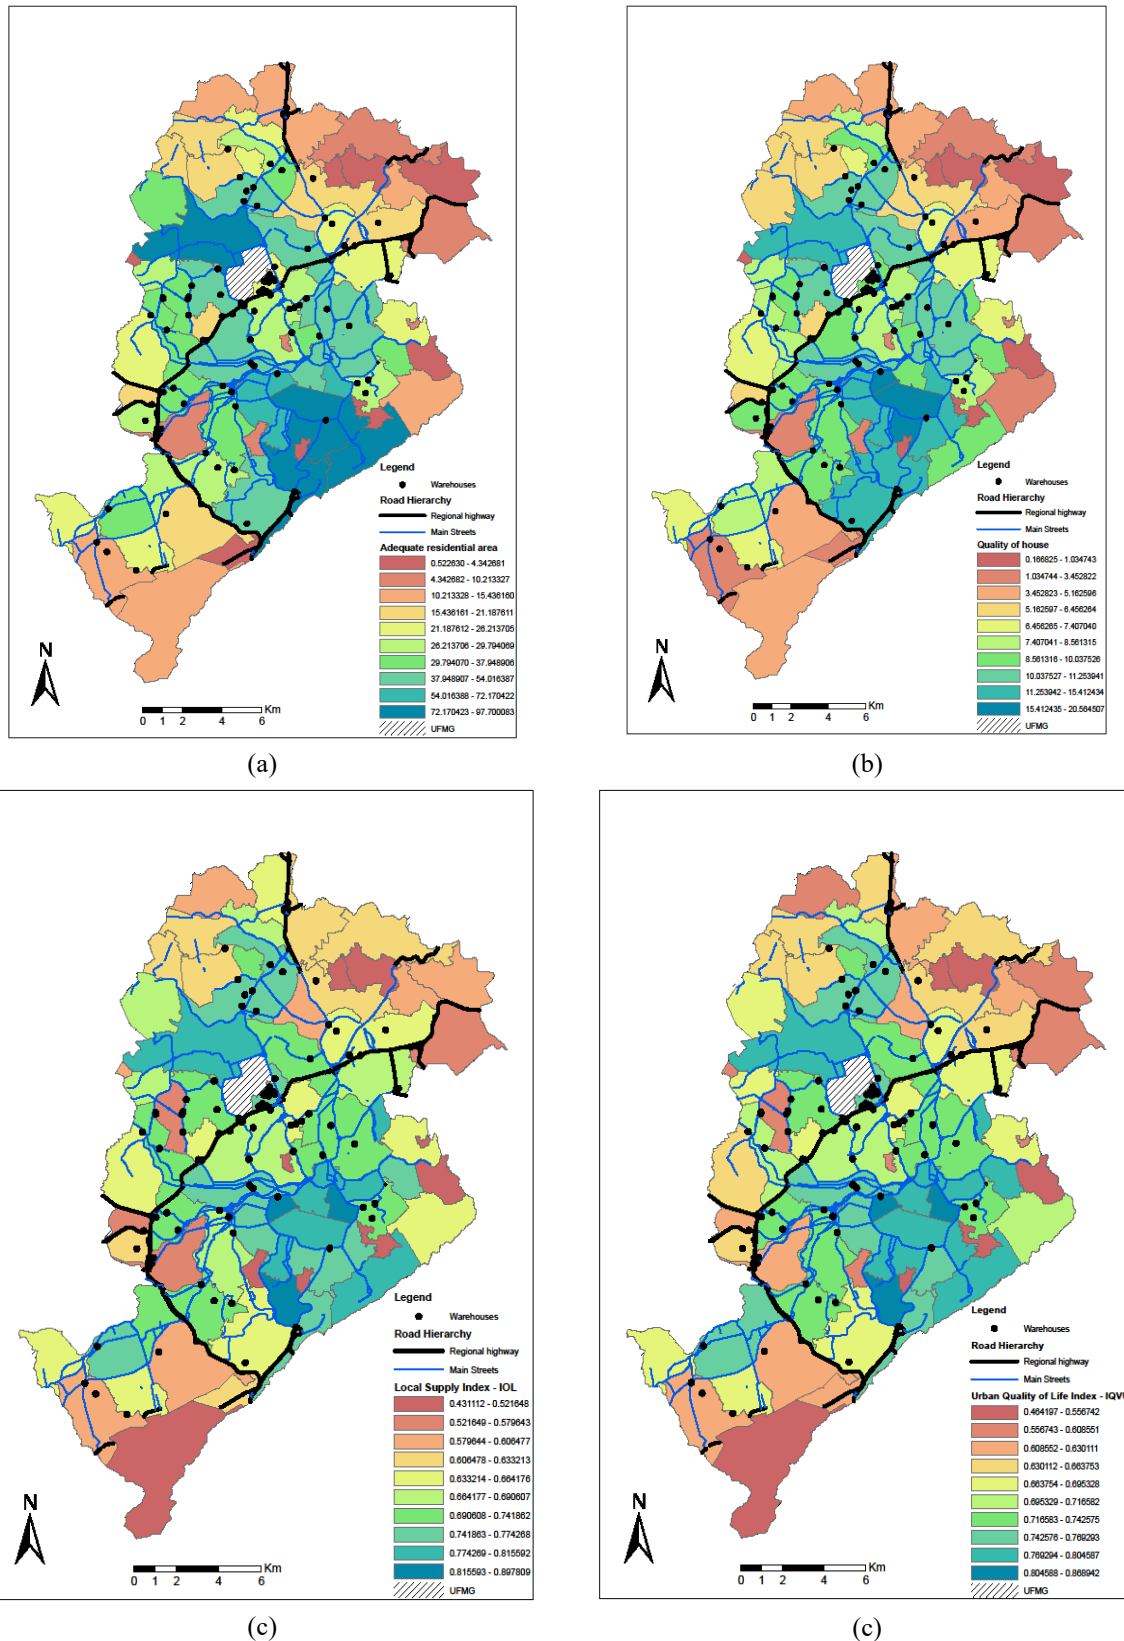 Legend
Warehouses
Road Hierarchy
Regional highway
Main Streets
Adequate residential area
0.522630 - 4.342681
4.342682 - 10.213327
10.213328 - 15.436160
15.436161 - 21.187611
21.187612 - 26.213705
26.213706 - 29.794069
29.794070 - 37.948906
37.948907 - 54.016387
54.016388 - 72.170422
72.170423 - 97.700083
UFMG
N
Km
0 1 2 4 6
(a)
Legend
Warehouses
Road Hierarchy
Regional highway
Main Streets
Quality of house
0.166825 - 1.034743
1.034744 - 3.452822
3.452823 - 5.162596
5.162597 - 6.456264
6.456265 - 7.407040
7.407041 - 8.561315
8.561316 - 10.037526
10.037527 - 11.253941
11.253942 - 15.412434
15.412435 - 20.564507
UFMG
N
Km
0 1 2 4 6
(b)
Legend
Warehouses
Road Hierarchy
Regional highway
Main Streets
Local Supply Index - IOL
0.431112 - 0.521648
0.521649 - 0.579643
0.579644 - 0.606477
0.606478 - 0.633213
0.633214 - 0.664176
0.664177 - 0.690607
0.690608 - 0.741862
0.741863 - 0.774268
0.774269 - 0.815592
0.815593 - 0.897809
UFMG
N
Km
0 1 2 4 6
(c)
Legend
Warehouses
Road Hierarchy
Regional highway
Main Streets
Urban Quality of Life Index - IQVU
0.464197 - 0.556742
0.556743 - 0.608551
0.608552 - 0.630111
0.630112 - 0.663753
0.663754 - 0.695328
0.695329 - 0.716582
0.716583 - 0.742575
0.742576 - 0.769293
0.769294 - 0.804587
0.804588 - 0.868942
UFMG
N
Km
0 1 2 4 6
(c)